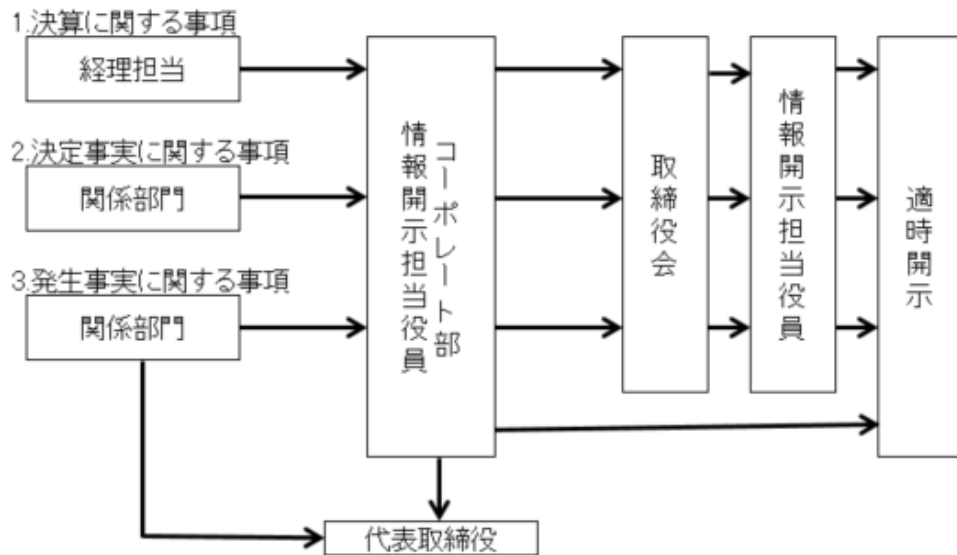 1.決算に関する事項
経理担当
2.決定事実に関する事項
関係部門
3.発生事実に関する事項
関係部門
コーポレート部
情報開示担当役員
取締役会
情報開示担当役員
適時開示
代表取締役